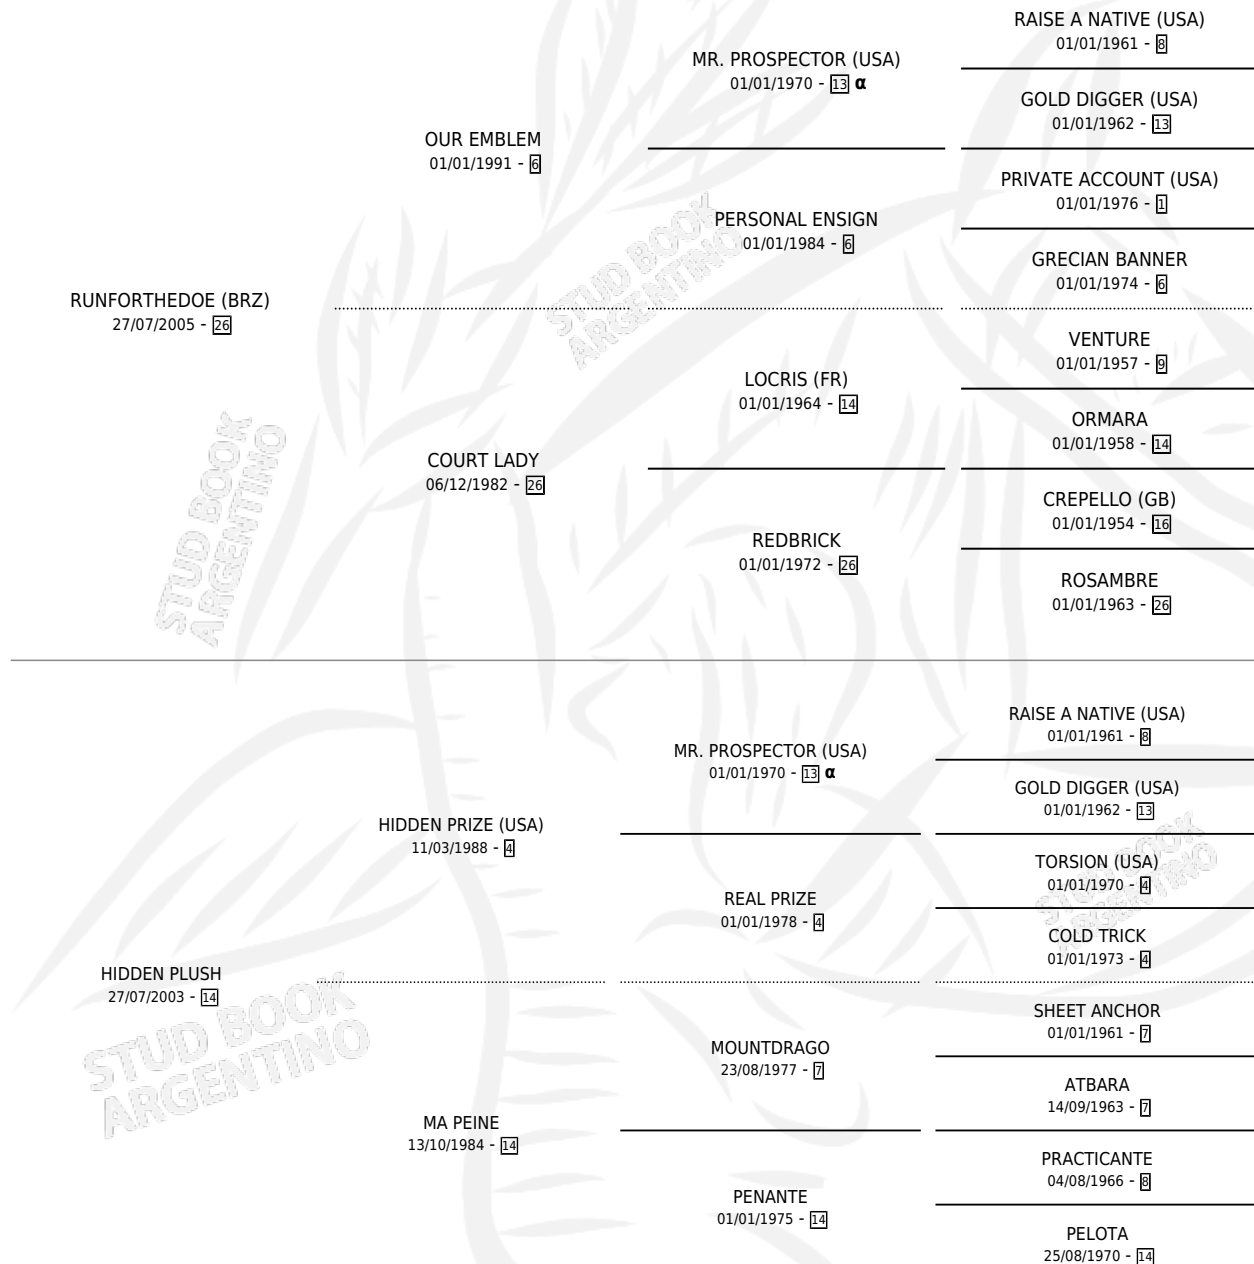 RAISE A NATIVE (USA)
01/01/1961 - 8
MR. PROSPECTOR (USA)
01/01/1970 - 13 α
GOLD DIGGER (USA)
01/01/1962 - 13
OUR EMBLEM
01/01/1991 - 6
PRIVATE ACCOUNT (USA)
01/01/1976 - 1
PERSONAL ENSIGN
01/01/1984 - 6
GRECIAN BANNER
01/01/1974 - 6
RUNFORTHEDOE (BRZ)
27/07/2005 - 26
VENTURE
01/01/1957 - 9
LOCRIS (FR)
01/01/1964 - 14
ORMARA
01/01/1958 - 14
COURT LADY
06/12/1982 - 26
CREPELLO (GB)
01/01/1954 - 16
REDBRICK
01/01/1972 - 26
ROSAMBRE
01/01/1963 - 26
RAISE A NATIVE (USA)
01/01/1961 - 8
MR. PROSPECTOR (USA)
01/01/1970 - 13 α
GOLD DIGGER (USA)
01/01/1962 - 13
HIDDEN PRIZE (USA)
11/03/1988 - 4
TORSION (USA)
01/01/1970 - 4
REAL PRIZE
01/01/1978 - 4
COLD TRICK
01/01/1973 - 4
HIDDEN PLUSH
27/07/2003 - 14
SHEET ANCHOR
01/01/1961 - 7
MOUNTDRAGO
23/08/1977 - 7
ATBARA
14/09/1963 - 7
MA PEINE
13/10/1984 - 14
PRACTICANTE
04/08/1966 - 8
PENANTE
01/01/1975 - 14
PELOTA
25/08/1970 - 14
STUD BOOK
ARGENTINO
STUD BOOK
ARGENTINO
STUD BOOK
ARGENTINO
STUD BOOK
ARGENTINO